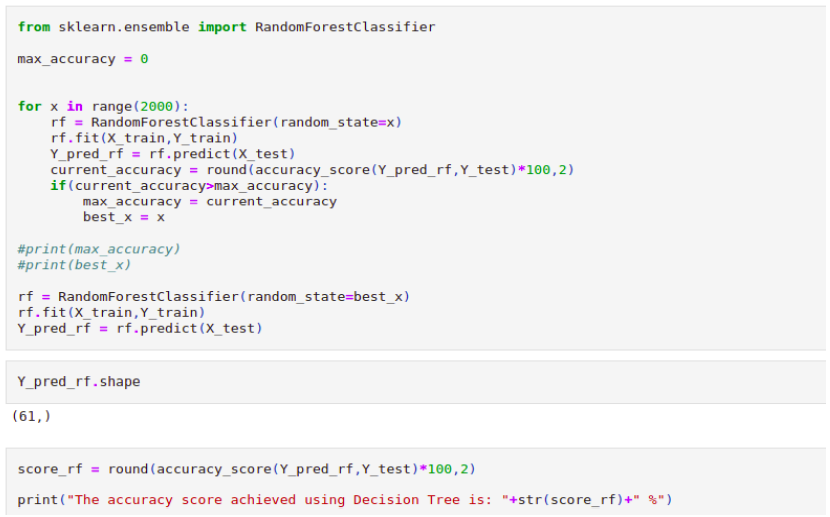 from sklearn.ensemble import RandomForestClassifier
max_accuracy = 0
for x in range(2000):
    rf = RandomForestClassifier(random_state=x)
    rf.fit(X_train,Y_train)
    Y_pred_rf = rf.predict(X_test)
    current_accuracy = round(accuracy_score(Y_pred_rf,Y_test)*100,2)
    if(current_accuracy>max_accuracy):
        max_accuracy = current_accuracy
        best_x = x
#print(max_accuracy)
#print(best_x)
rf = RandomForestClassifier(random_state=best_x)
rf.fit(X_train,Y_train)
Y_pred_rf = rf.predict(X_test)
Y_pred_rf.shape
(61,)
score_rf = round(accuracy_score(Y_pred_rf,Y_test)*100,2)
print("The accuracy score achieved using Decision Tree is: "+str(score_rf)+" %")